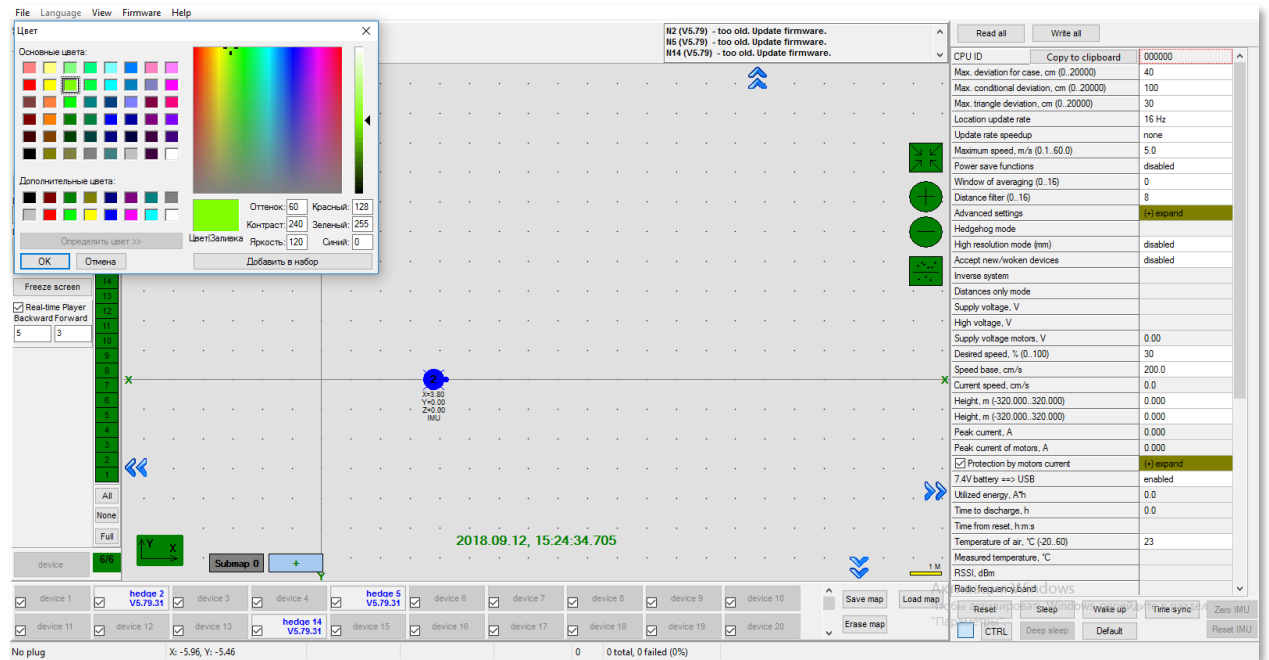 File Language View Firmware Help
Цвет
Основные цвета:
Дополнительные цвета:
Определить цвет >>
OK
Отмена
Цвет|Заливка
Оттенок: 60
Контраст: 240
Яркость: 120
Красный: 128
Зеленый: 255
Синий: 0
Добавить в набор
N2 (V5.79) - too old. Update firmware.
N5 (V5.79) - too old. Update firmware.
N14 (V5.79) - too old. Update firmware.
Freeze screen
Real-time Player
Backward Forward
5 3
14
13
12
11
10
9
8
7
6
5
4
3
2
1
All
None
Full
device
6/6
X
X
2
X=3.80
Y=0.00
Z=0.00
IMU
2018.09.12, 15:24:34.705
Y X
Submap 0
+
Y
1 M
Read all
Write all
CPU ID Copy to clipboard 000000
Max. deviation for case, cm (0..20000) 40
Max. conditional deviation, cm (0..20000) 100
Max. triangle deviation, cm (0..20000) 30
Location update rate 16 Hz
Update rate speedup none
Maximum speed, m/s (0.1..60.0) 5.0
Power save functions disabled
Window of averaging (0..16) 0
Distance filter (0..16) 8
Advanced settings (+) expand
Hedgehog mode
High resolution mode (mm) disabled
Accept new/woken devices disabled
Inverse system
Distances only mode
Supply voltage, V
High voltage, V
Supply voltage motors, V 0.00
Desired speed, % (0..100) 30
Speed base, cm/s 200.0
Current speed, cm/s 0.0
Height, m (-320.000..320.000) 0.000
Height, m (-320.000..320.000) 0.000
Peak current, A 0.000
Peak current of motors, A 0.000
Protection by motors current (+) expand
7.4V battery ==> USB enabled
Utilized energy, A*h 0.0
Time to discharge, h 0.0
Time from reset, h:m:s
Temperature of air, °C (-20..60) 23
Measured temperature, °C
RSSI, dBm
Radio frequency band
Reset
Sleep
Wake up
Time sync
Zero IMU
CTRL
Deep sleep
Default
Reset IMU
device 1
hedge 2
V5.79.31
device 3
device 4
hedge 5
V5.79.31
device 6
device 7
device 8
device 9
device 10
device 11
device 12
device 13
hedge 14
V5.79.31
device 15
device 16
device 17
device 18
device 19
device 20
Save map
Load map
Erase map
No plug
X: -5.96, Y: -5.46
0
0 total, 0 failed (0%)